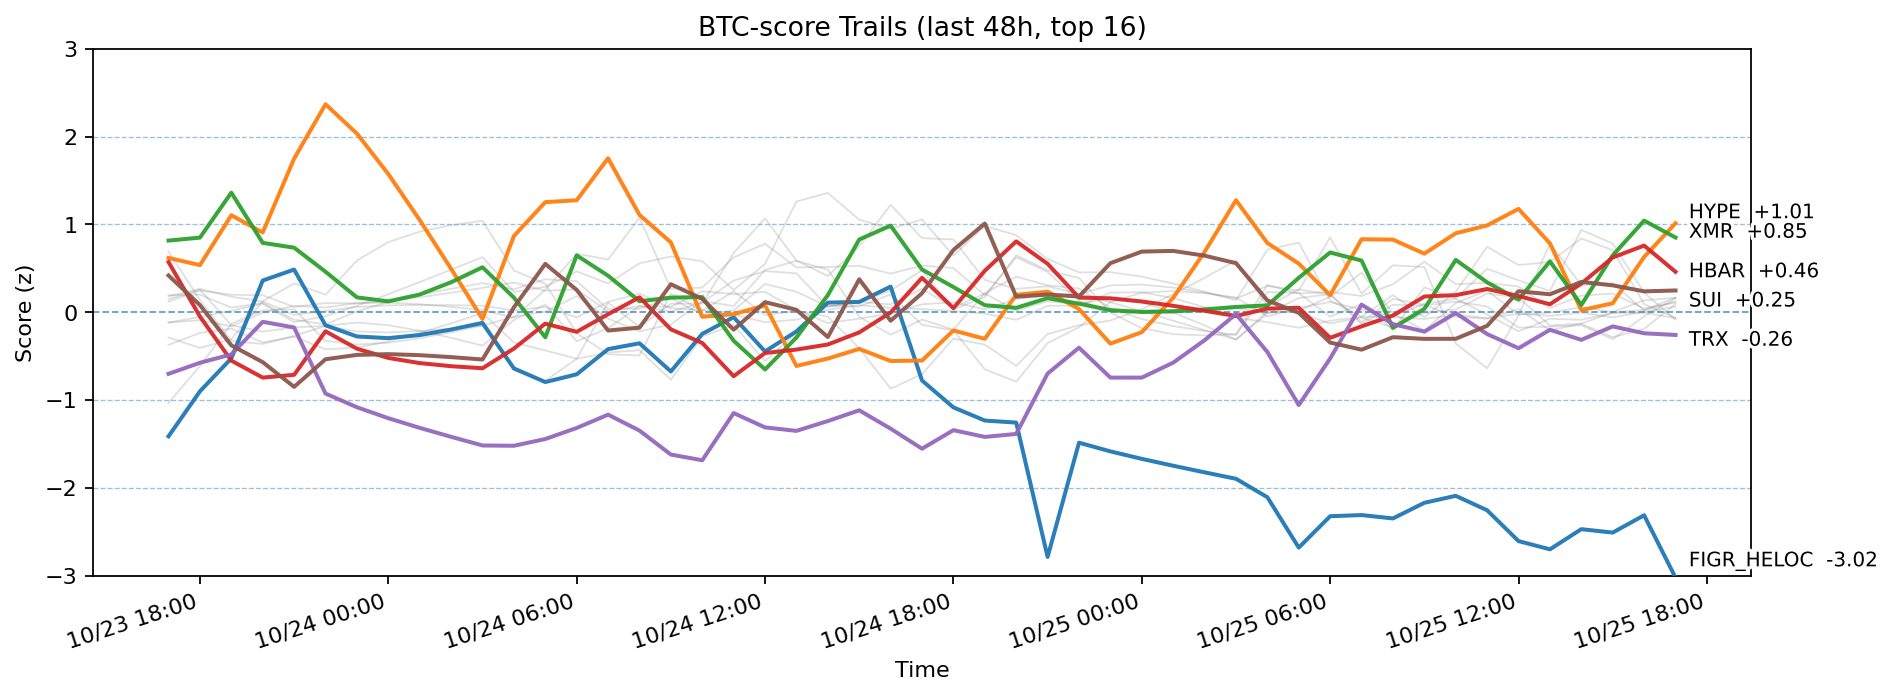 BTC-score Trails (last 48h, top 16)
3
2
1
0
−1
−2
−3
Score (z)
HYPE +1.01
XMR +0.85
HBAR +0.46
SUI +0.25
TRX -0.26
FIGR_HELOC -3.02
10/23 18:00
10/24 00:00
10/24 06:00
10/24 12:00
10/24 18:00
10/25 00:00
10/25 06:00
10/25 12:00
10/25 18:00
Time